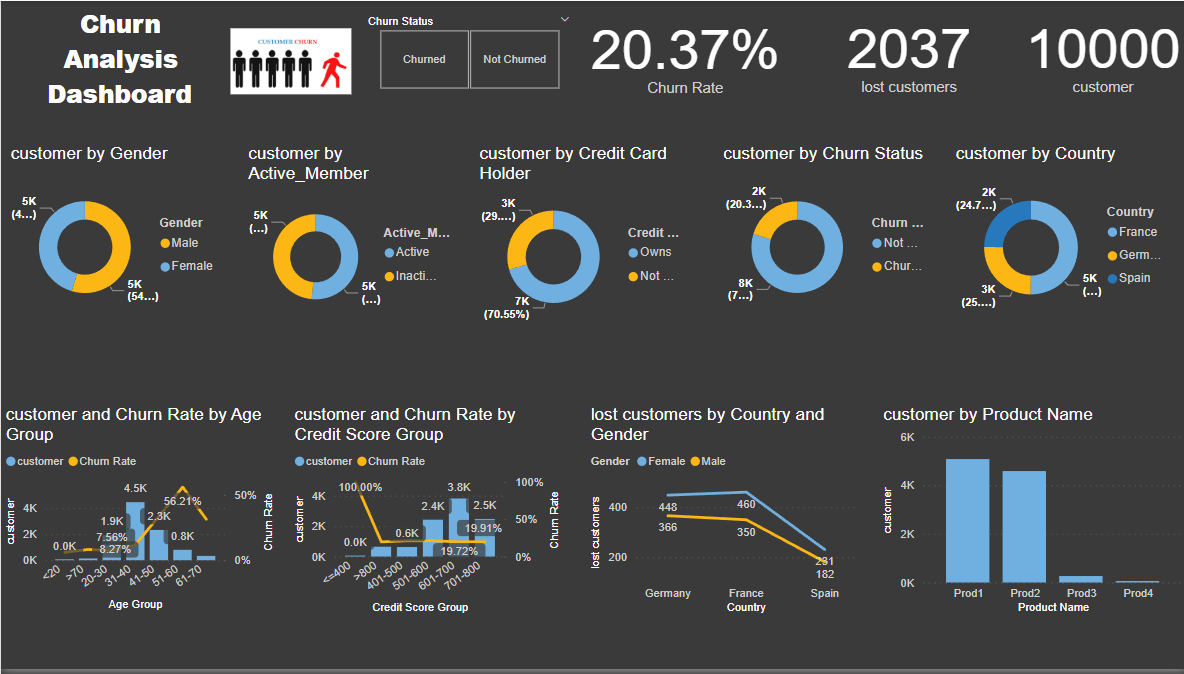 Churn
Analysis
Dashboard
CUSTOMER CHURN
Churn Status
Churned
Not Churned
20.37%
Churn Rate
2037
lost customers
10000
customer
customer by Gender
5K
(4...)
5K
(54...)
Gender
Male
Female
customer by
Active_Member
5K
(...)
5K
(...)
Active_M...
Active
Inacti...
customer by Credit Card
Holder
3K
(29....)
7K
(70.55%)
Credit ...
Owns
Not ...
customer by Churn Status
2K
(20.3...)
8K
(7...)
Churn ...
Not ...
Chur...
customer by Country
2K
(24.7...)
3K
(25....)
5K
(...)
Country
France
Germ...
Spain
customer and Churn Rate by Age
Group
customer
Churn Rate
customer
4K
2K
0K
0.0K
1.9K
7.56%
8.27%
4.5K
2.3K
56.21%
0.8K
50%
0%
Churn Rate
<20
>70
20-30
31-40
41-50
51-60
61-70
Age Group
customer and Churn Rate by
Credit Score Group
customer
Churn Rate
customer
4K
2K
0K
100.00%
0.0K
0.6K
2.4K
3.8K
2.5K
19.91%
19.72%
100%
50%
0%
Churn Rate
<=400
>800
401-500
501-600
601-700
701-800
Credit Score Group
lost customers by Country and
Gender
Gender
Female
Male
lost customers
400
200
448
366
460
350
231
182
Germany
France
Spain
Country
customer by Product Name
customer
6K
4K
2K
0K
Prod1
Prod2
Prod3
Prod4
Product Name